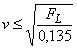 v ≤ √(F_L / 0,135)